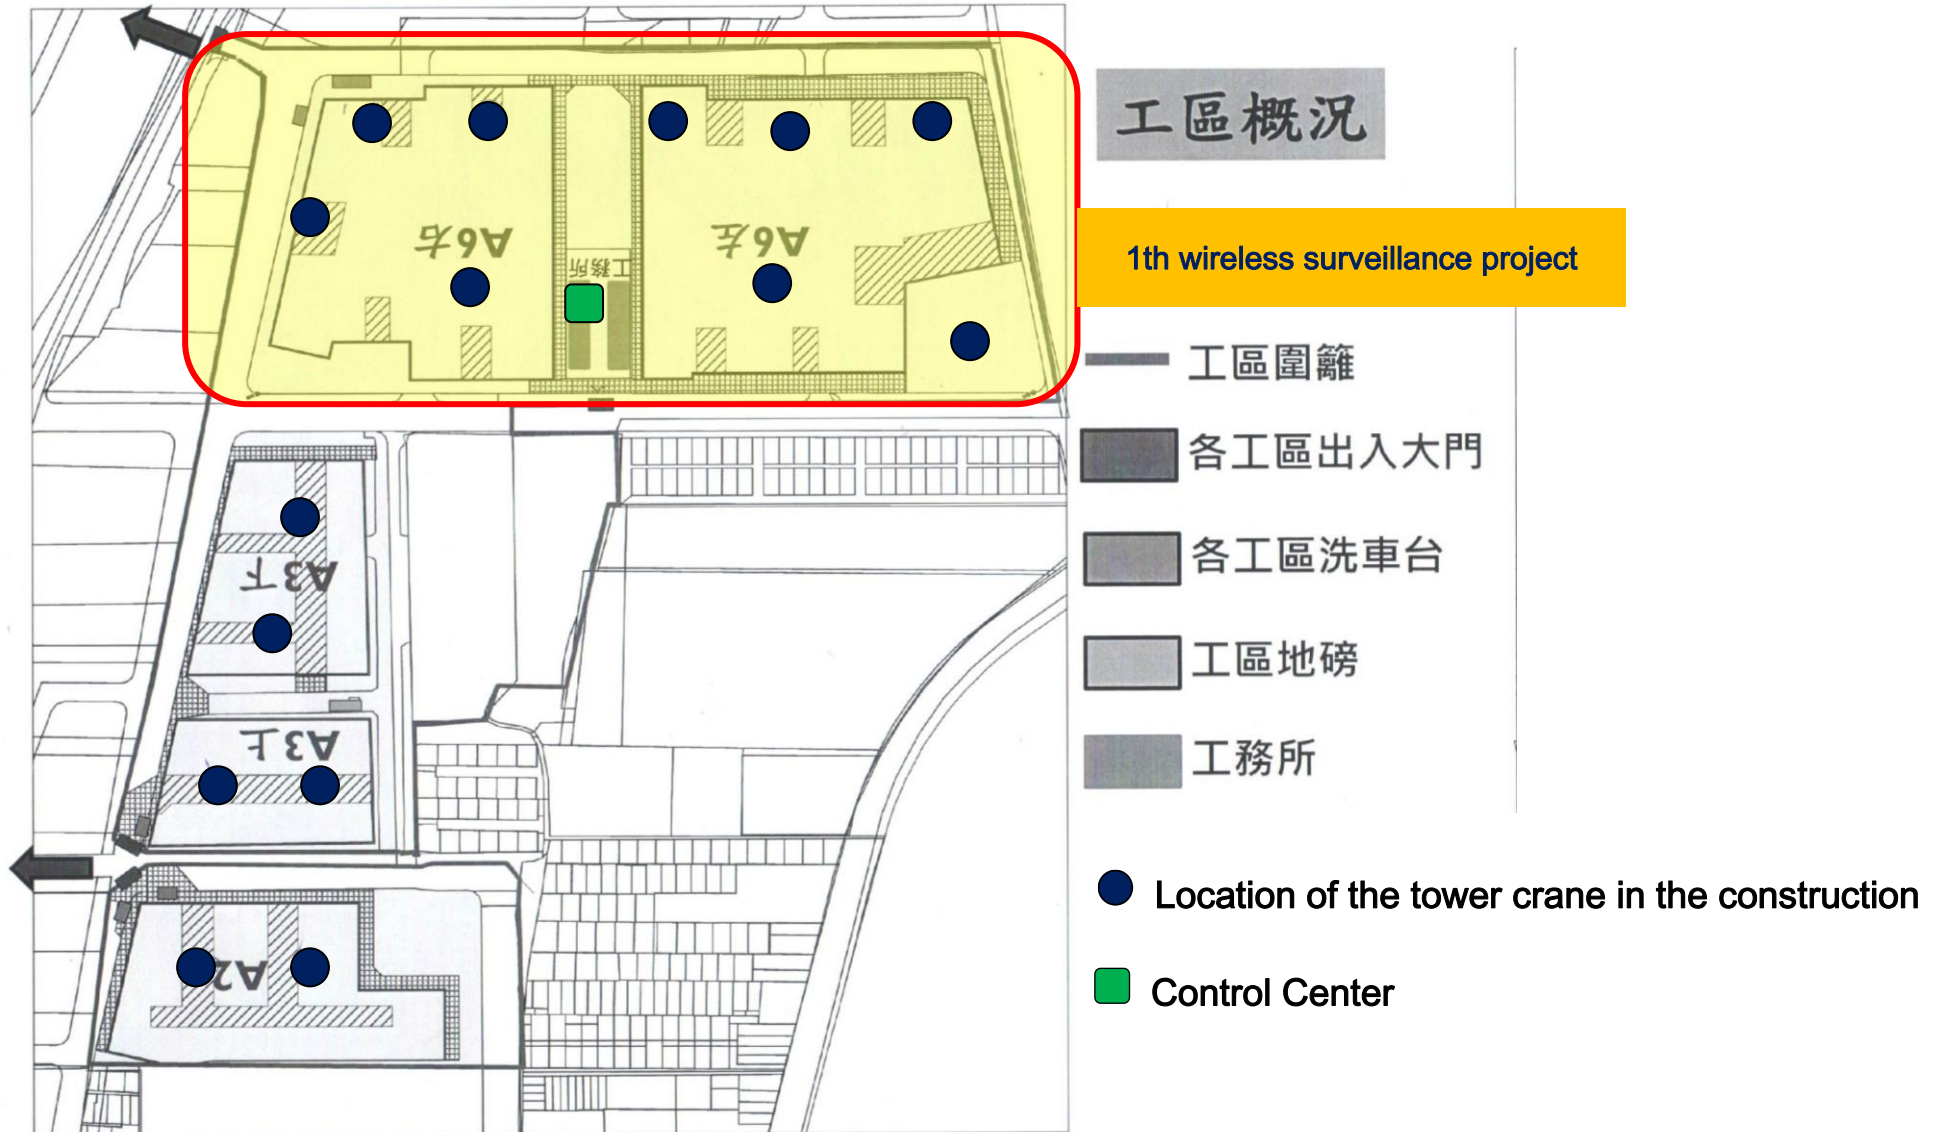 工區概況
1th wireless surveillance project
A6右
A6左
工務所
工區圍籬
各工區出入大門
各工區洗車台
工區地磅
工務所
A3下
A3上
A2
Location of the tower crane in the construction
Control Center